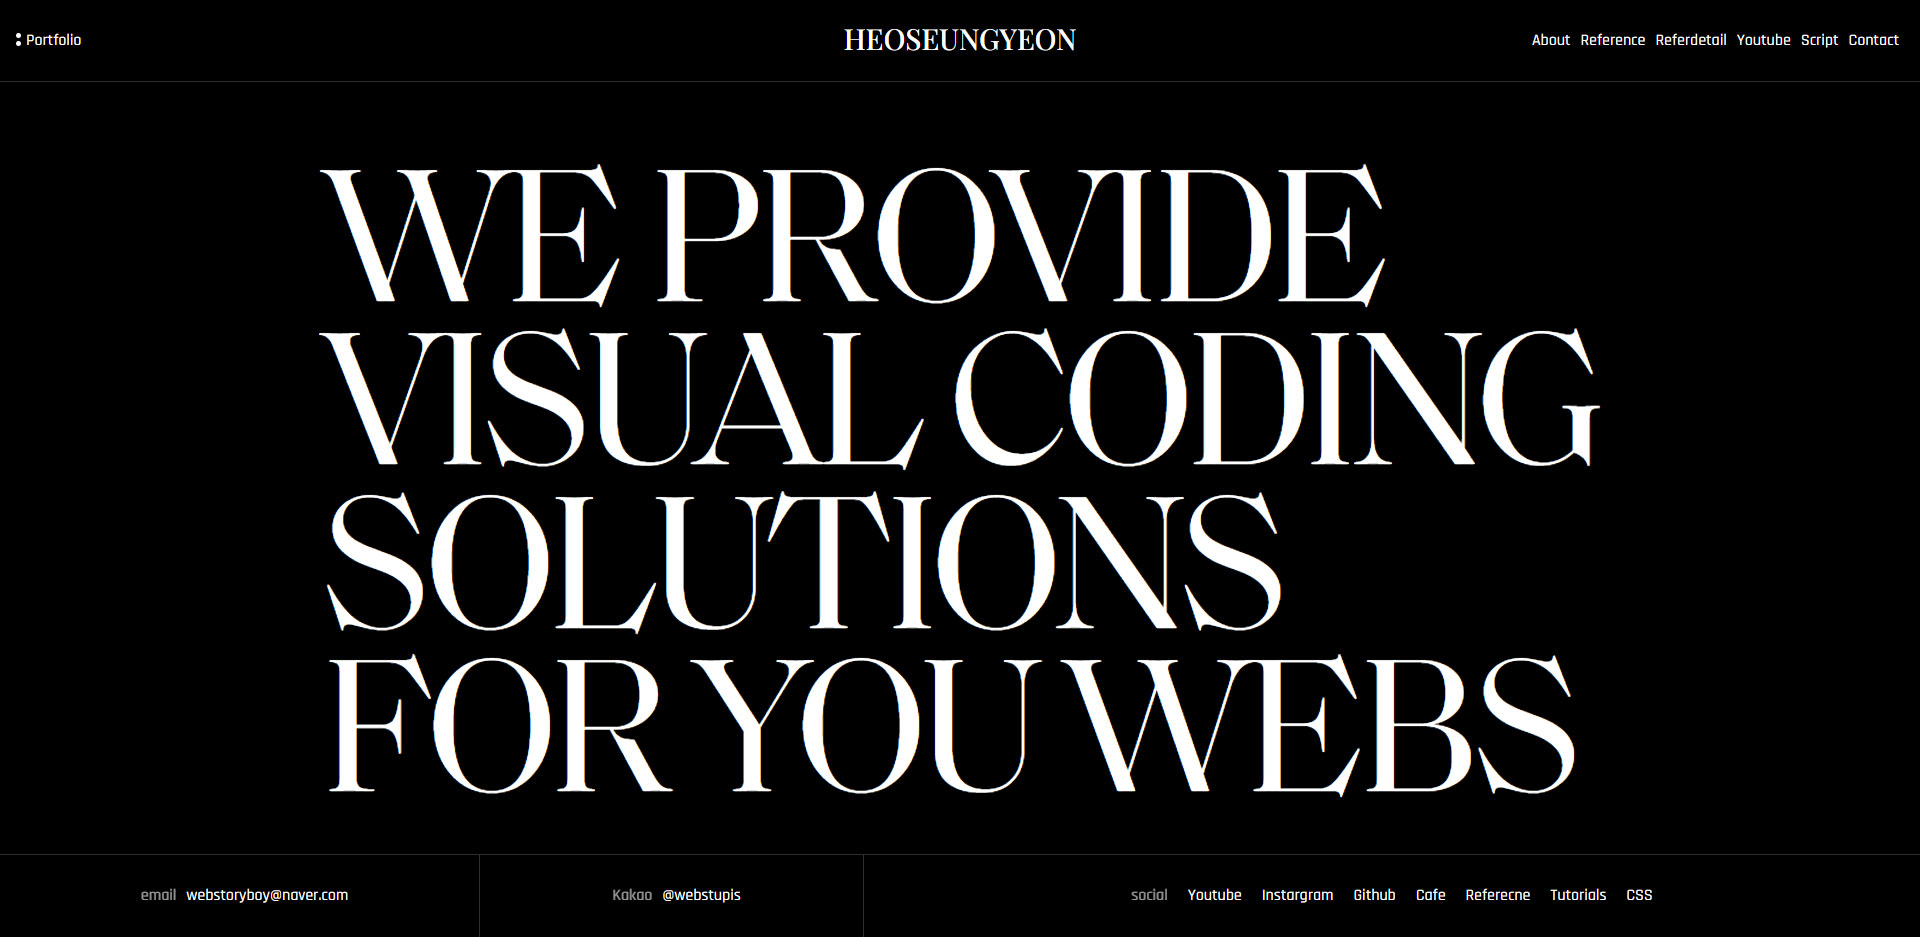 Portfolio
HEOSEUNGYEON
About Reference Referdetail Youtube Script Contact
WE PROVIDE
VISUAL CODING
SOLUTIONS
FOR YOU WEBS
email webstoryboy@naver.com
Kakao @webstupis
social Youtube Instargram Github Cafe Referecne Tutorials CSS